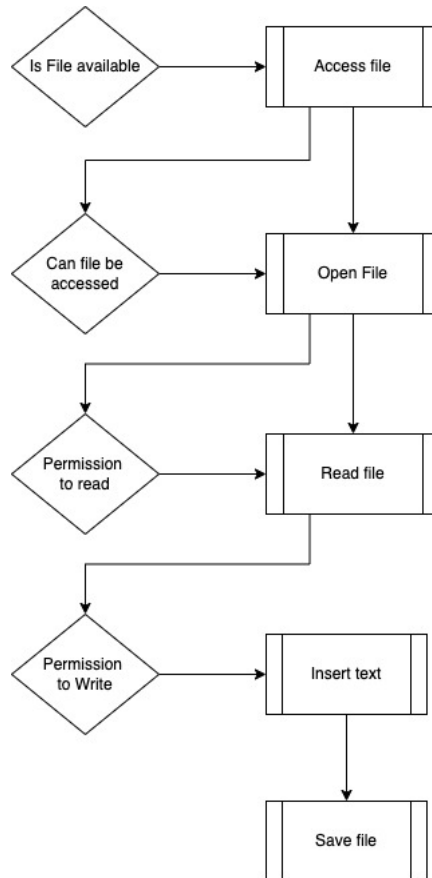 Is File available
Access file
Can file be
accessed
Open File
Permission
to read
Read file
Permission
to Write
Insert text
Save file